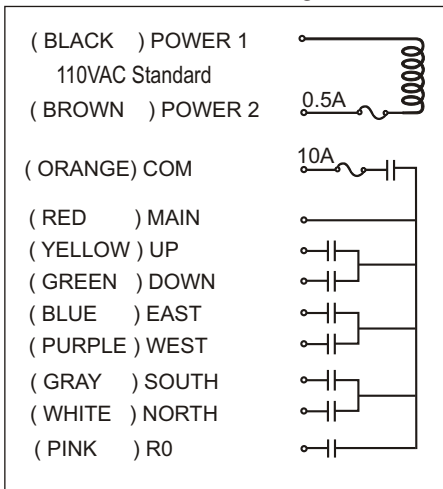 ( BLACK ) POWER 1
110VAC Standard
( BROWN ) POWER 2
0.5A
( ORANGE) COM
10A
( RED ) MAIN
( YELLOW ) UP
( GREEN ) DOWN
( BLUE ) EAST
( PURPLE ) WEST
( GRAY ) SOUTH
( WHITE ) NORTH
( PINK ) R0